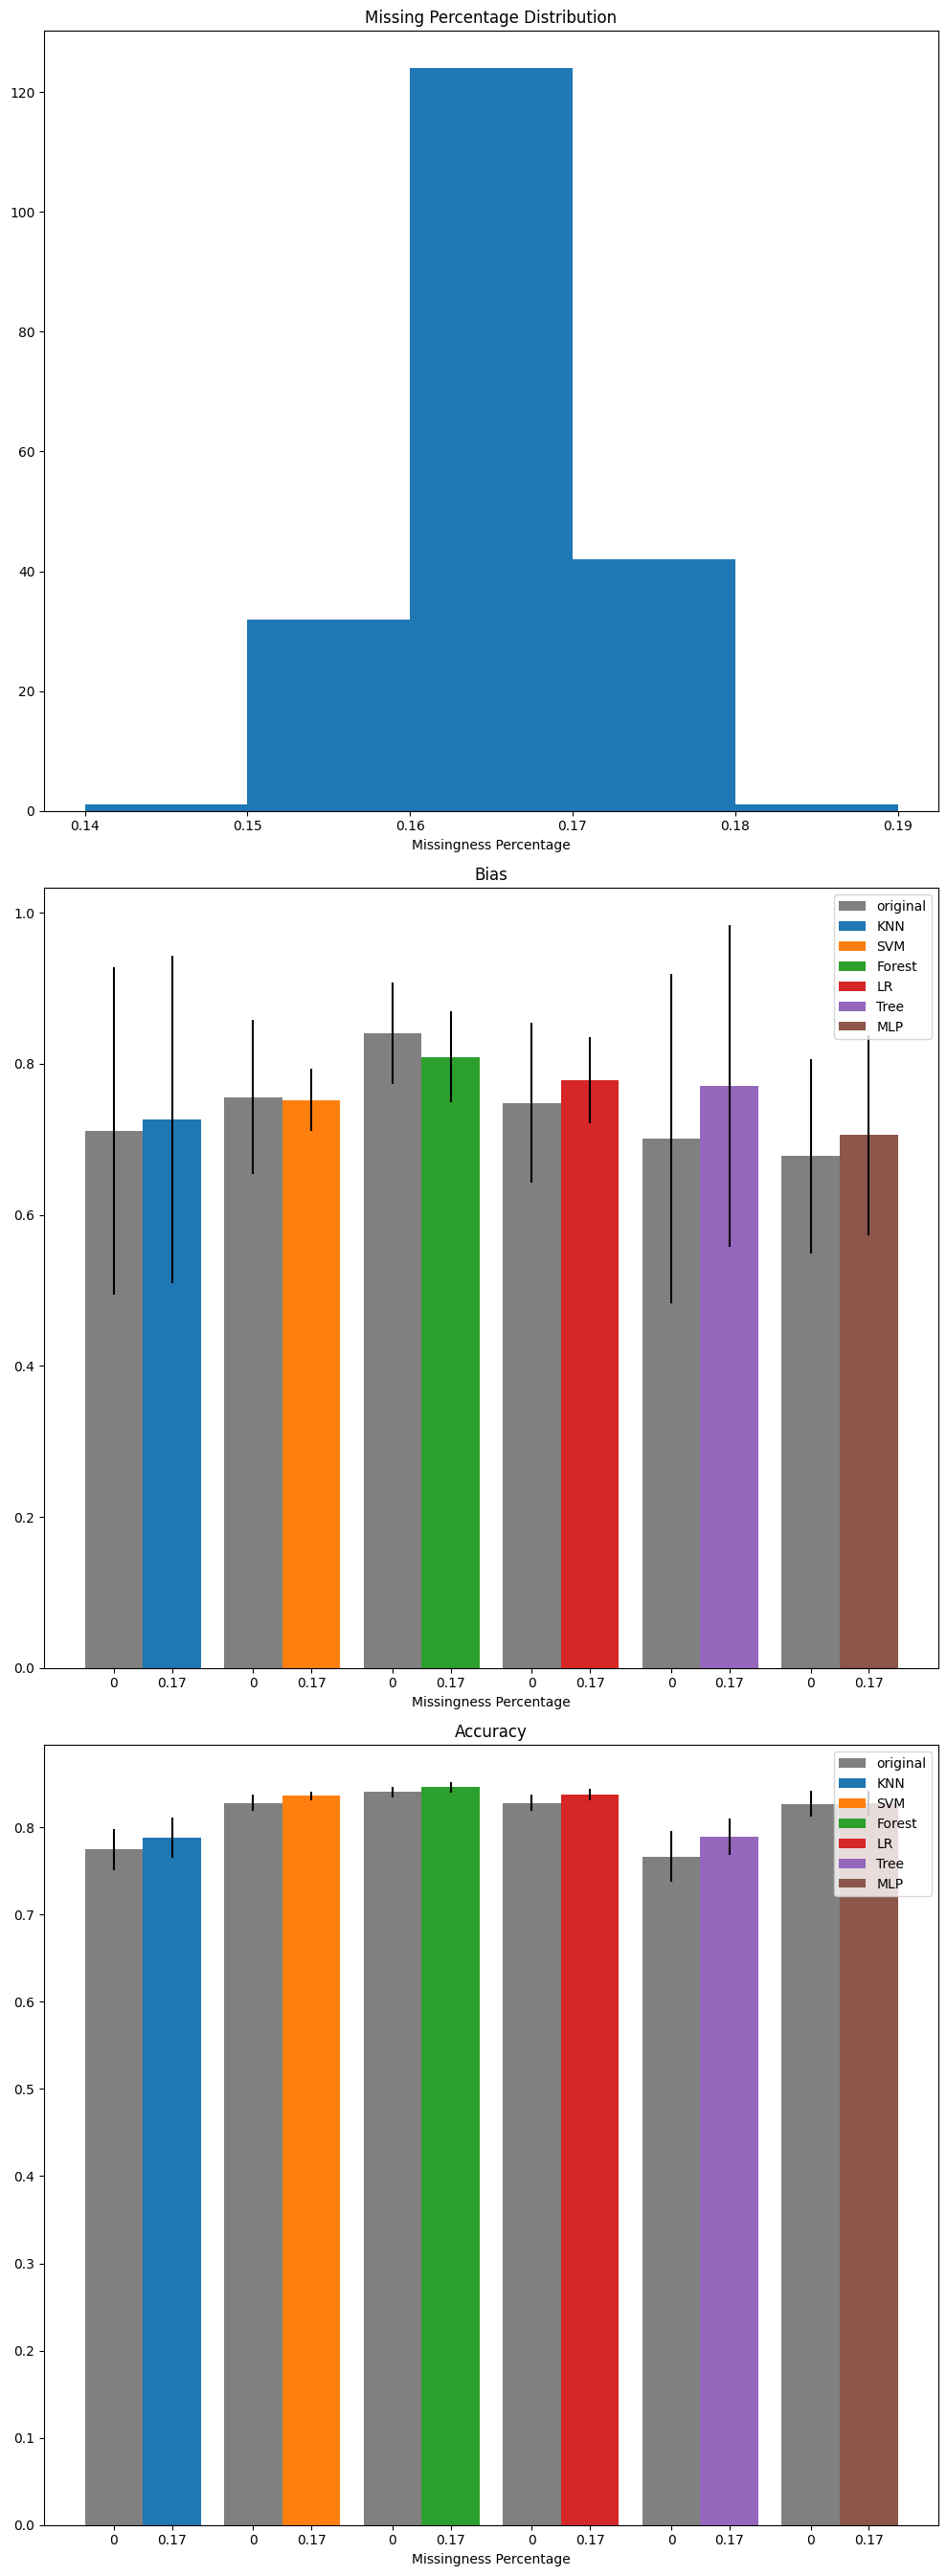 Missing Percentage Distribution
120
100
80
60
40
20
0
0.14 0.15 0.16 0.17 0.18 0.19
Missingness Percentage
Bias
1.0
0.8
0.6
0.4
0.2
0.0
original
KNN
SVM
Forest
LR
Tree
MLP
0 0.17 0 0.17 0 0.17 0 0.17 0 0.17 0 0.17
Missingness Percentage
Accuracy
0.8
0.7
0.6
0.5
0.4
0.3
0.2
0.1
0.0
original
KNN
SVM
Forest
LR
Tree
MLP
0 0.17 0 0.17 0 0.17 0 0.17 0 0.17 0 0.17
Missingness Percentage